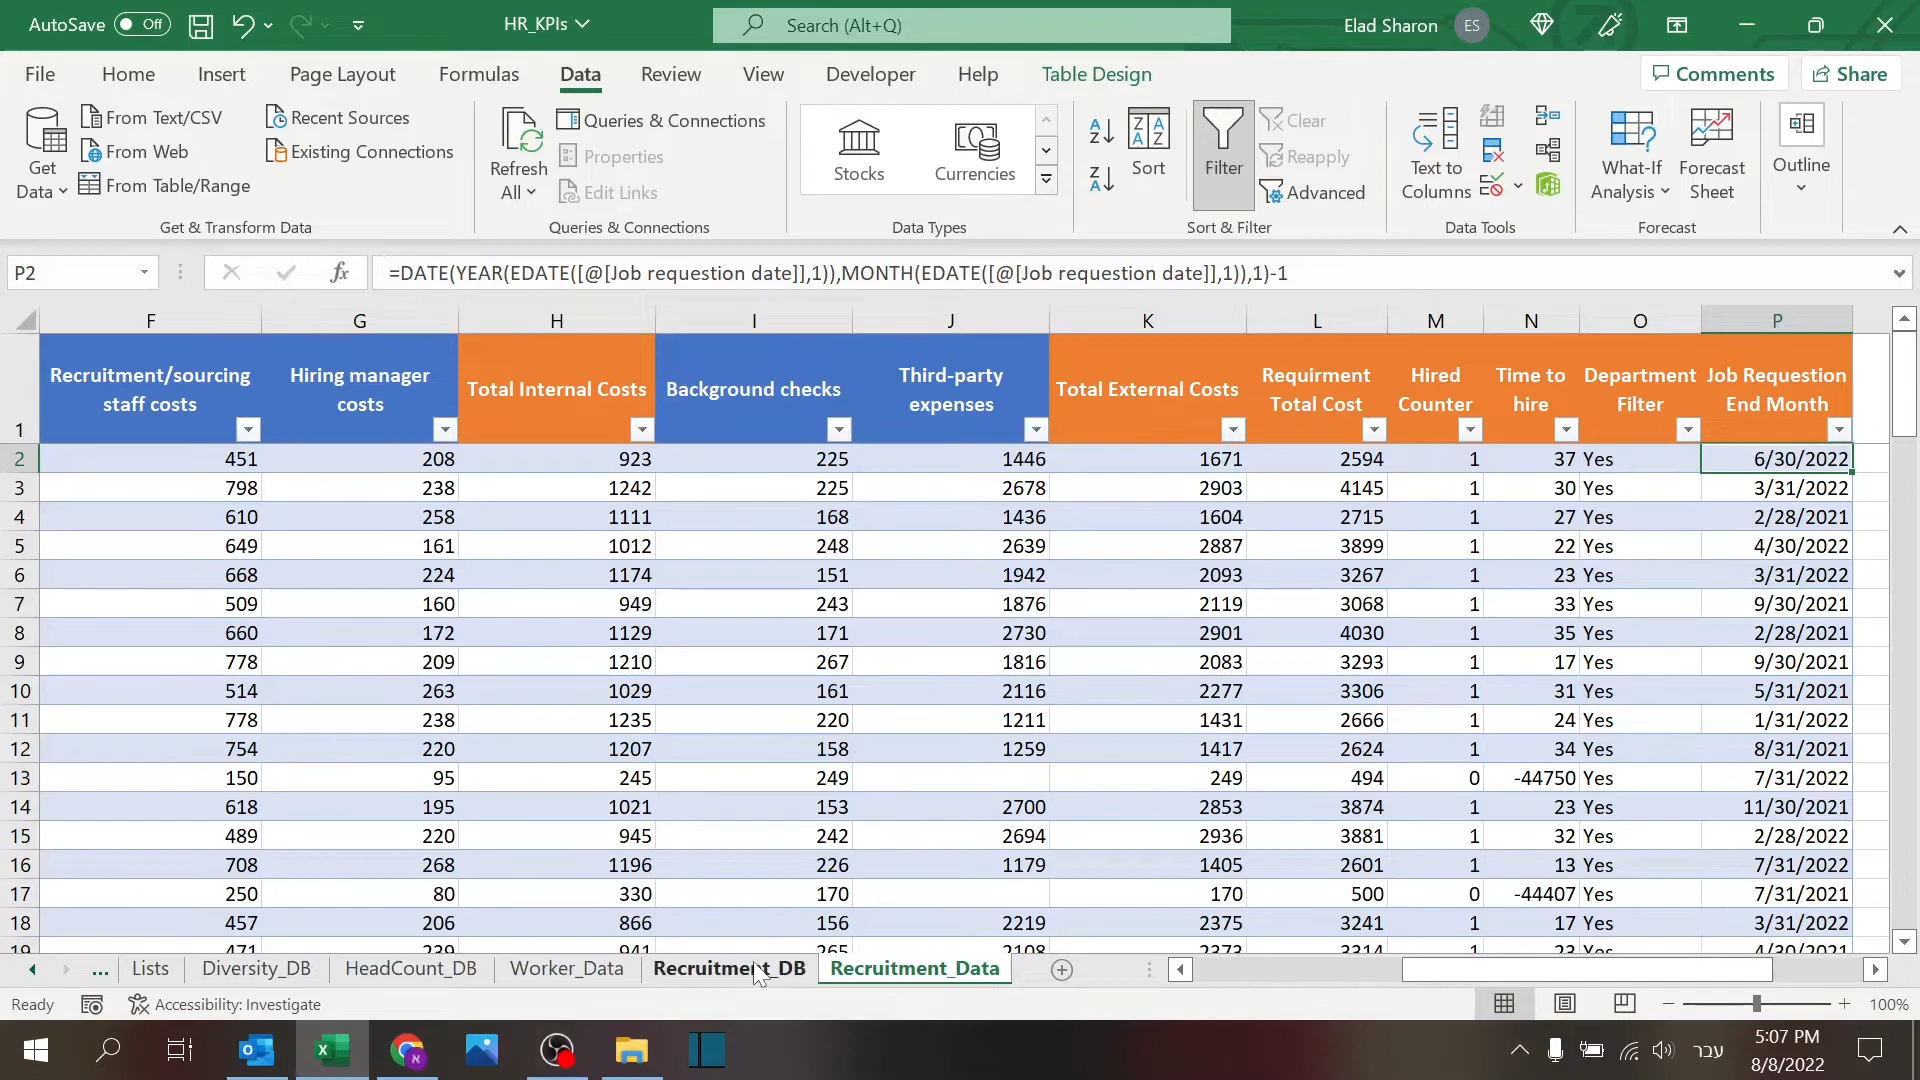 AutoSave Off HR_KPIs Search (Alt+Q) Elad Sharon ES
File Home Insert Page Layout Formulas Data Review View Developer Help Table Design Comments Share
Get Data
From Text/CSV
From Web
From Table/Range
Recent Sources
Existing Connections
Get & Transform Data
Refresh All
Queries & Connections
Properties
Edit Links
Queries & Connections
Stocks
Currencies
Data Types
Sort
Filter
Clear
Reapply
Advanced
Sort & Filter
Text to Columns
Data Tools
What-If Analysis
Forecast Sheet
Forecast
Outline
P2 fx =DATE(YEAR(EDATE([@[Job requestion date]],1)),MONTH(EDATE([@[Job requestion date]],1)),1)-1
F G H I J K L M N O P
1 Recruitment/sourcing staff costs Hiring manager costs Total Internal Costs Background checks Third-party expenses Total External Costs Requirment Total Cost Hired Counter Time to hire Department Filter Job Requestion End Month
2 451 208 923 225 1446 1671 2594 1 37 Yes 6/30/2022
3 798 238 1242 225 2678 2903 4145 1 30 Yes 3/31/2022
4 610 258 1111 168 1436 1604 2715 1 27 Yes 2/28/2021
5 649 161 1012 248 2639 2887 3899 1 22 Yes 4/30/2022
6 668 224 1174 151 1942 2093 3267 1 23 Yes 3/31/2022
7 509 160 949 243 1876 2119 3068 1 33 Yes 9/30/2021
8 660 172 1129 171 2730 2901 4030 1 35 Yes 2/28/2021
9 778 209 1210 267 1816 2083 3293 1 17 Yes 9/30/2021
10 514 263 1029 161 2116 2277 3306 1 31 Yes 5/31/2021
11 778 238 1235 220 1211 1431 2666 1 24 Yes 1/31/2022
12 754 220 1207 158 1259 1417 2624 1 34 Yes 8/31/2021
13 150 95 245 249 249 494 0 -44750 Yes 7/31/2022
14 618 195 1021 153 2700 2853 3874 1 23 Yes 11/30/2021
15 489 220 945 242 2694 2936 3881 1 32 Yes 2/28/2022
16 708 268 1196 226 1179 1405 2601 1 13 Yes 7/31/2022
17 250 80 330 170 170 500 0 -44407 Yes 7/31/2021
18 457 206 866 156 2219 2375 3241 1 17 Yes 3/31/2022
19 471 239 941 265 2108 2373 3314 1 23 Yes 4/30/2021
... Lists Diversity_DB HeadCount_DB Worker_Data Recruitment_DB Recruitment_Data
Ready Accessibility: Investigate 100%
עבר 5:07 PM
8/8/2022